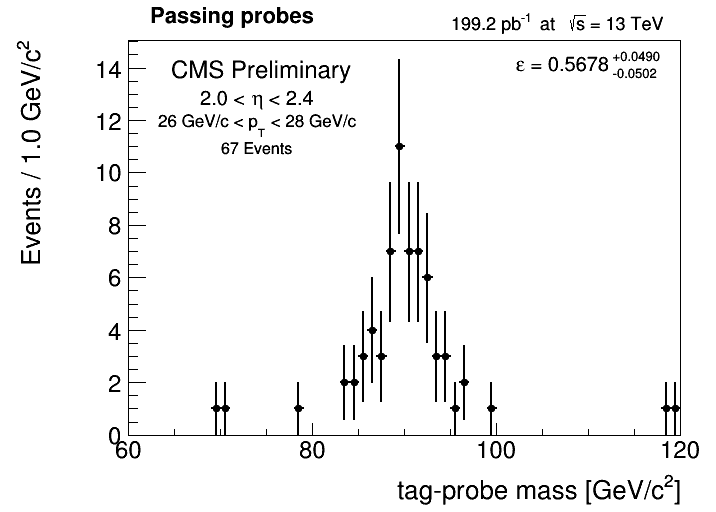 Passing probes
199.2 pb⁻¹ at √s = 13 TeV
CMS Preliminary
2.0 < η < 2.4
26 GeV/c < p_T < 28 GeV/c
67 Events
ε = 0.5678 +0.0490 -0.0502
Events / 1.0 GeV/c²
14
12
10
8
6
4
2
0
60 80 100 120
tag-probe mass [GeV/c²]